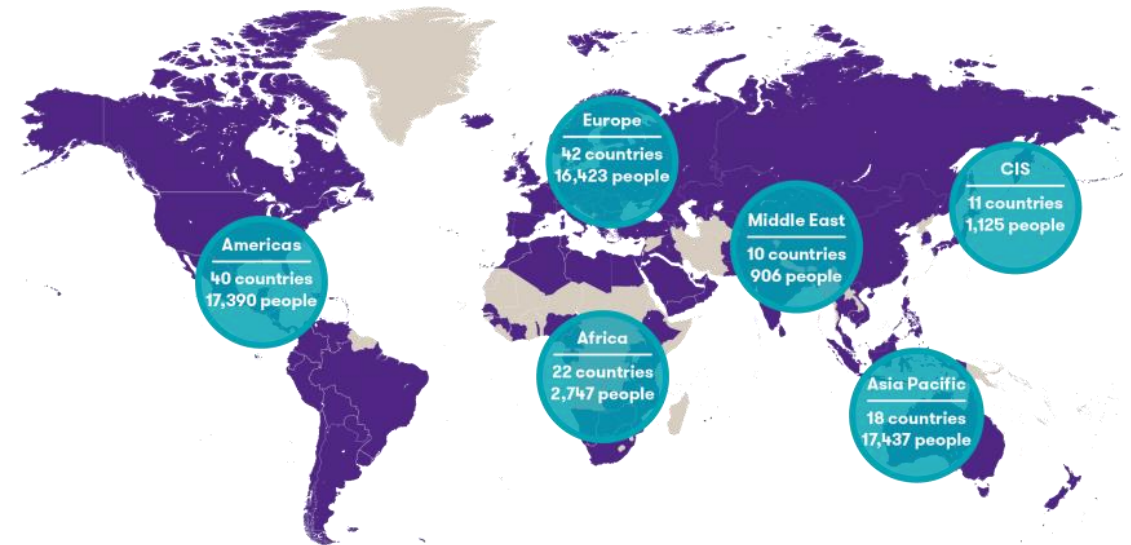 Europe
42 countries
16,423 people
CIS
11 countries
1,125 people
Middle East
10 countries
906 people
Americas
40 countries
17,390 people
Africa
22 countries
2,747 people
Asia Pacific
18 countries
17,437 people